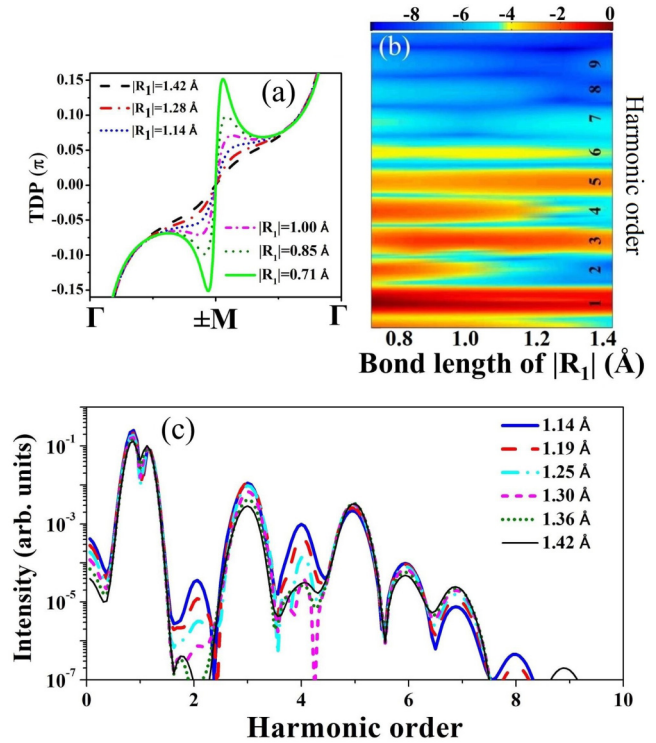 (a)
|R₁|=1.42 Å
|R₁|=1.28 Å
|R₁|=1.14 Å
|R₁|=1.00 Å
|R₁|=0.85 Å
|R₁|=0.71 Å
TDP (π)
0.15
0.10
0.05
0.00
-0.05
-0.10
-0.15
Γ ±M Γ
-8 -6 -4 -2 0
(b)
9
8
7
6
5
4
3
2
1
Harmonic order
0.8 1.0 1.2 1.4
Bond length of |R₁| (Å)
(c)
1.14 Å
1.19 Å
1.25 Å
1.30 Å
1.36 Å
1.42 Å
Intensity (arb. units)
10⁻¹
10⁻³
10⁻⁵
10⁻⁷
0 2 4 6 8 10
Harmonic order